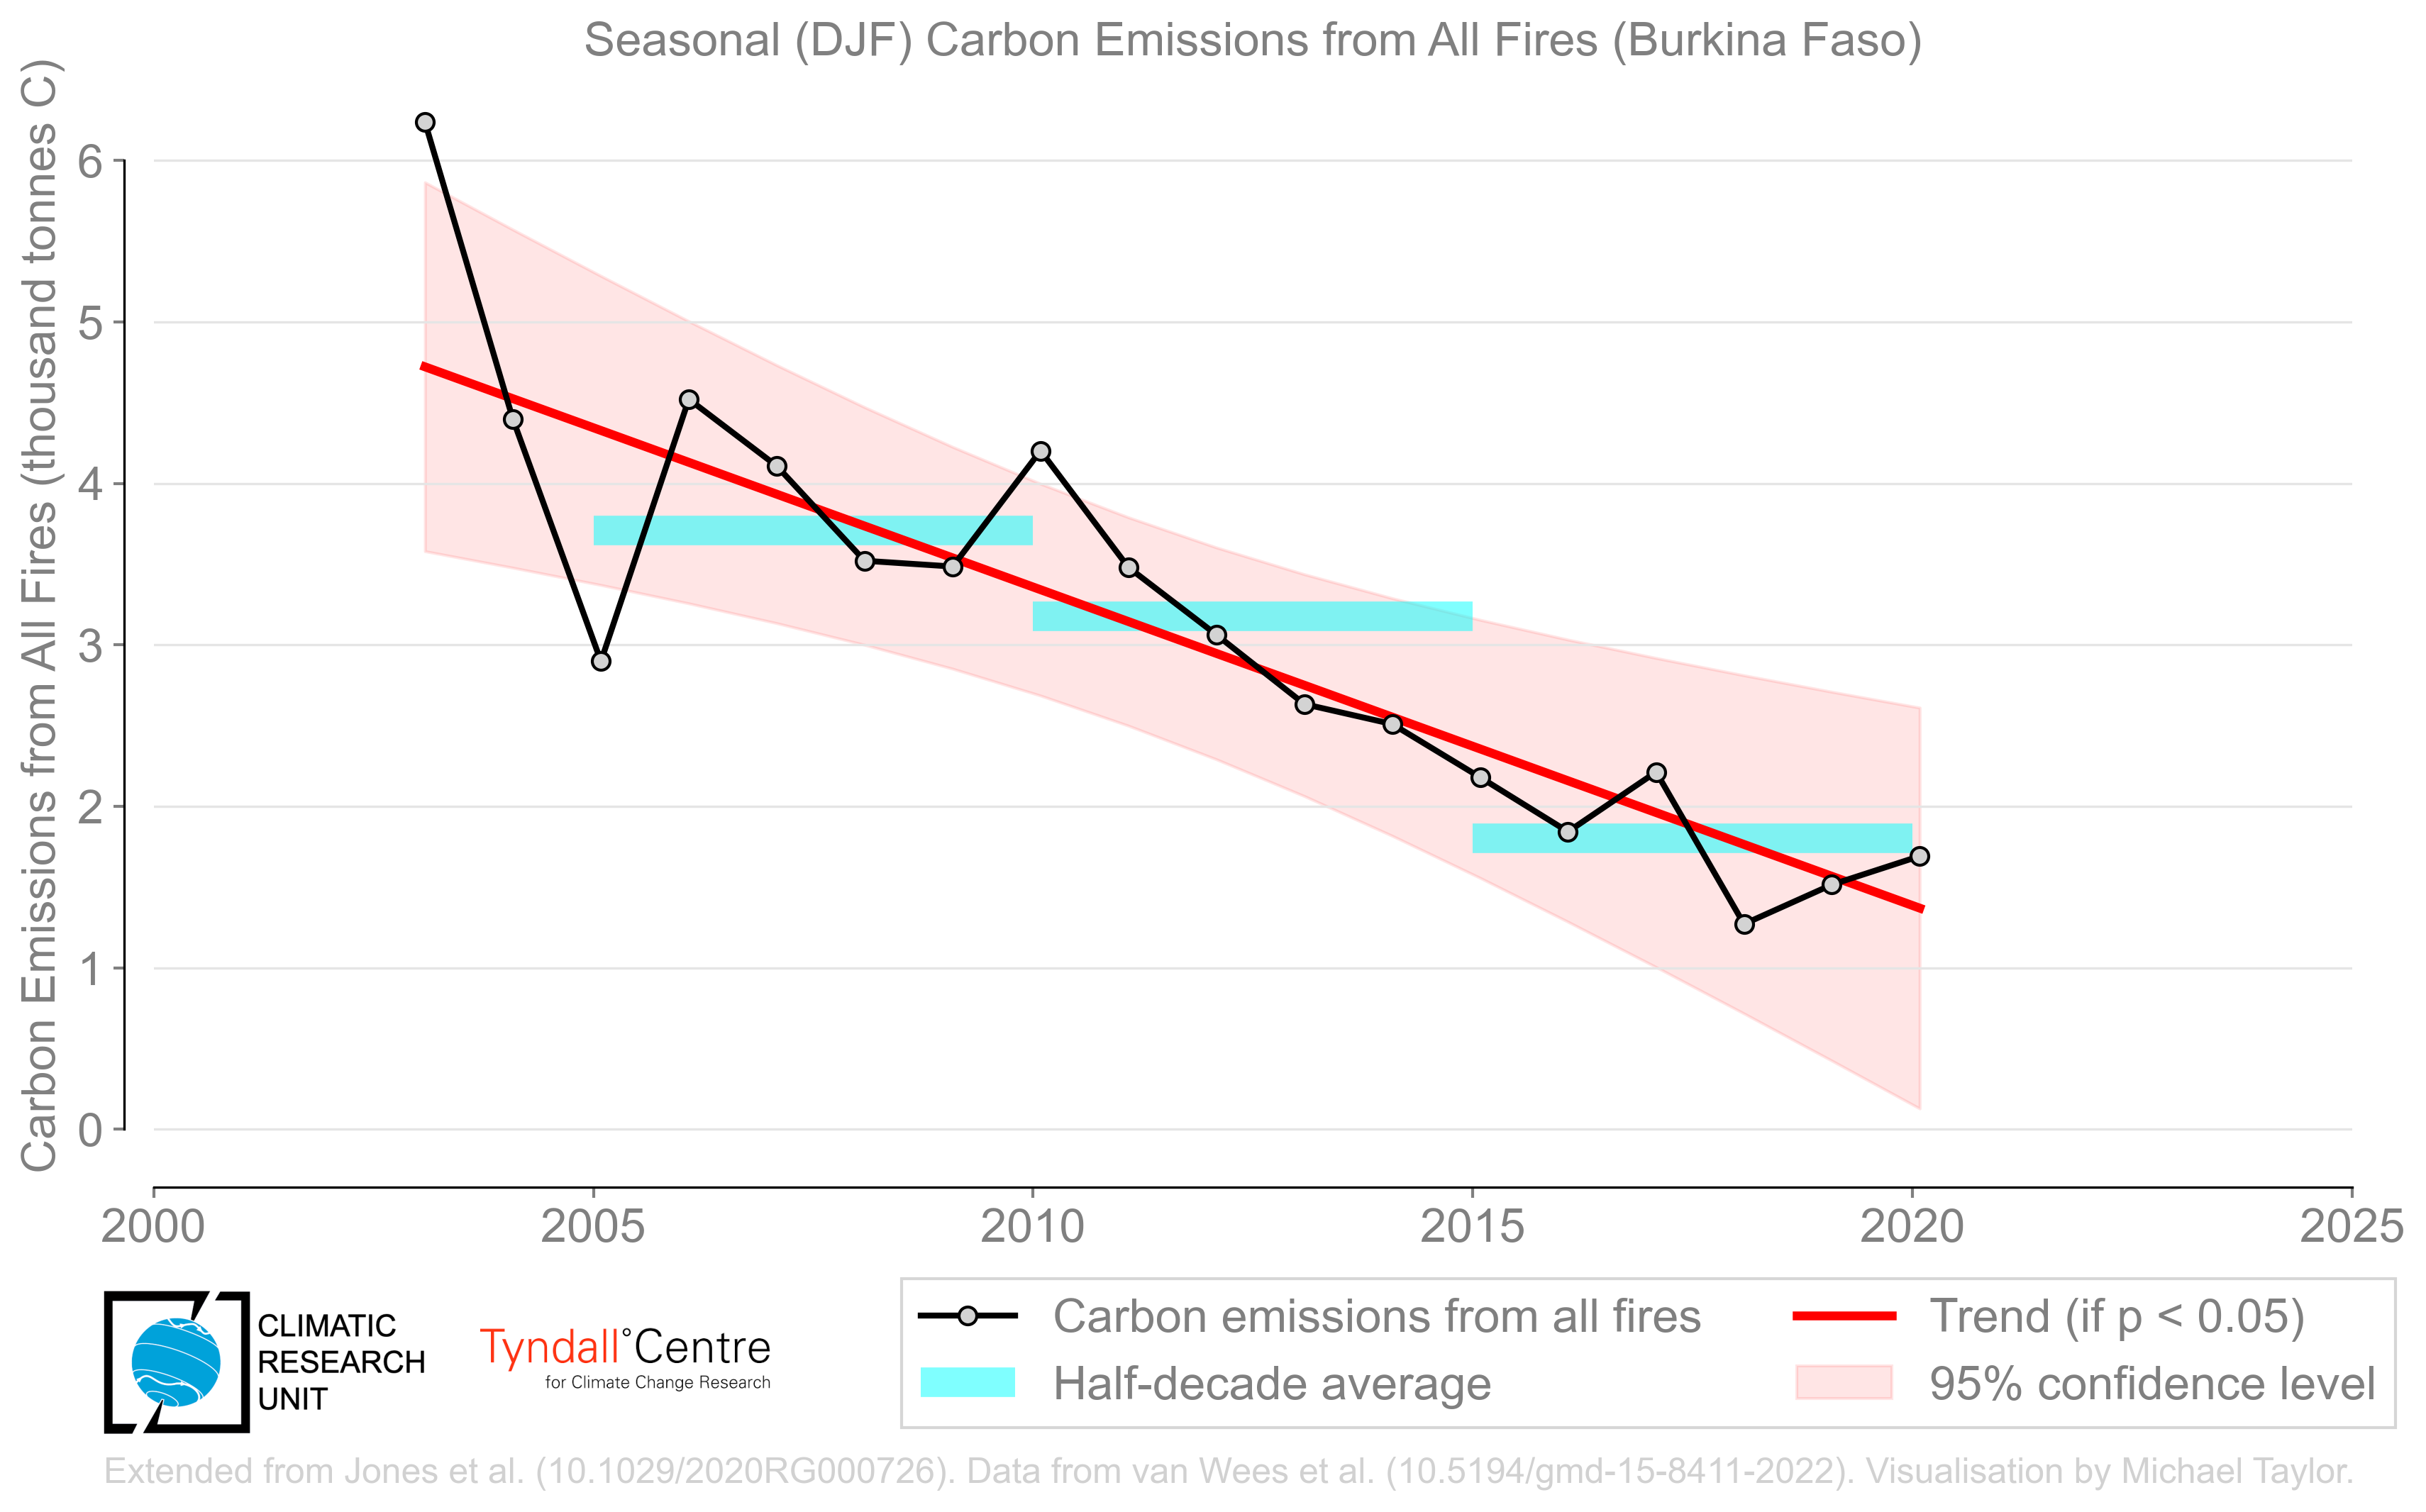 Seasonal (DJF) Carbon Emissions from All Fires (Burkina Faso)
Carbon Emissions from All Fires (thousand tonnes C)
6
5
4
3
2
1
0
2000 2005 2010 2015 2020 2025
CLIMATIC
RESEARCH
UNIT
Tyndall°Centre
for Climate Change Research
Carbon emissions from all fires
Half-decade average
Trend (if p < 0.05)
95% confidence level
Extended from Jones et al. (10.1029/2020RG000726). Data from van Wees et al. (10.5194/gmd-15-8411-2022). Visualisation by Michael Taylor.